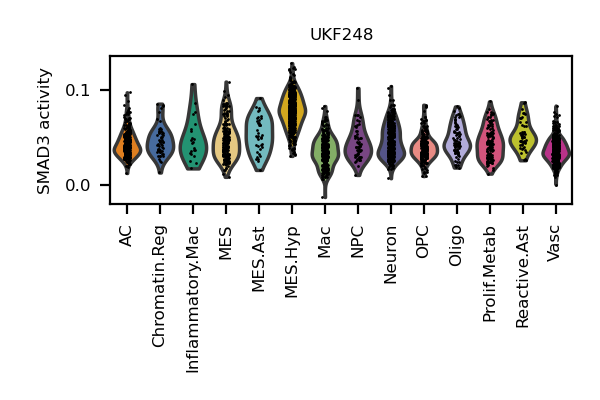 UKF248
SMAD3 activity
0.1
0.0
AC
Chromatin.Reg
Inflammatory.Mac
MES
MES.Ast
MES.Hyp
Mac
NPC
Neuron
OPC
Oligo
Prolif.Metab
Reactive.Ast
Vasc